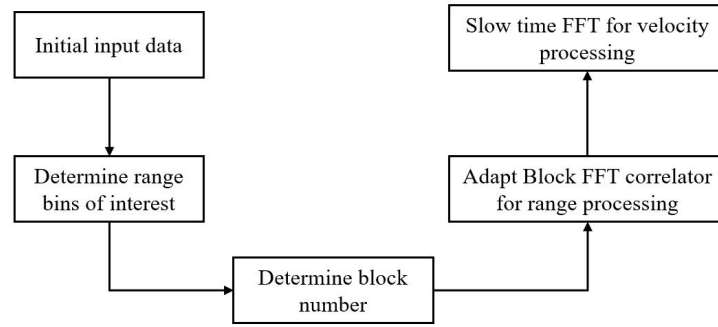 Initial input data
Determine range
bins of interest
Determine block
number
Adapt Block FFT correlator
for range processing
Slow time FFT for velocity
processing